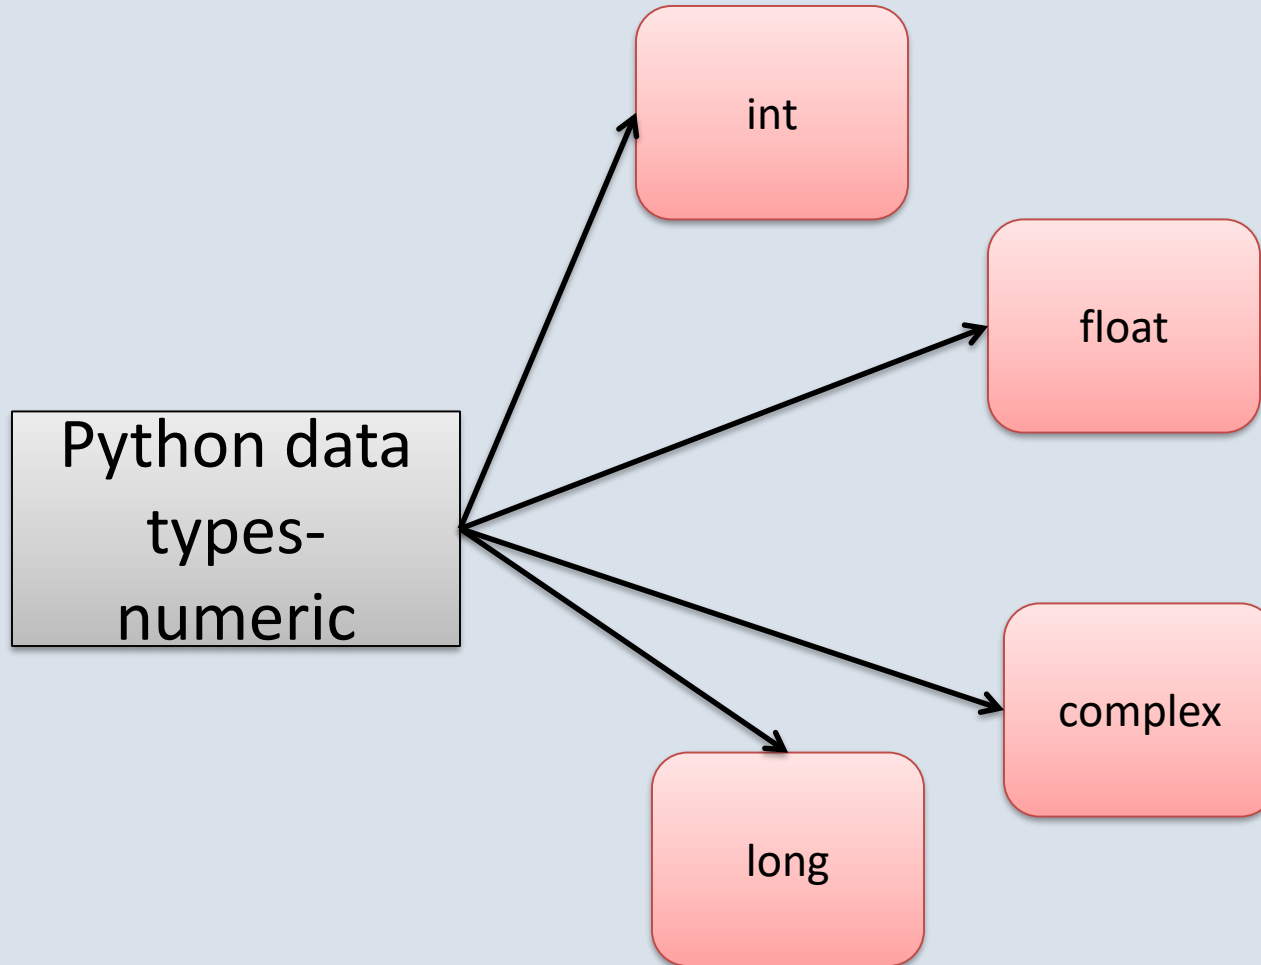 int
float
Python data
types-
numeric
complex
long